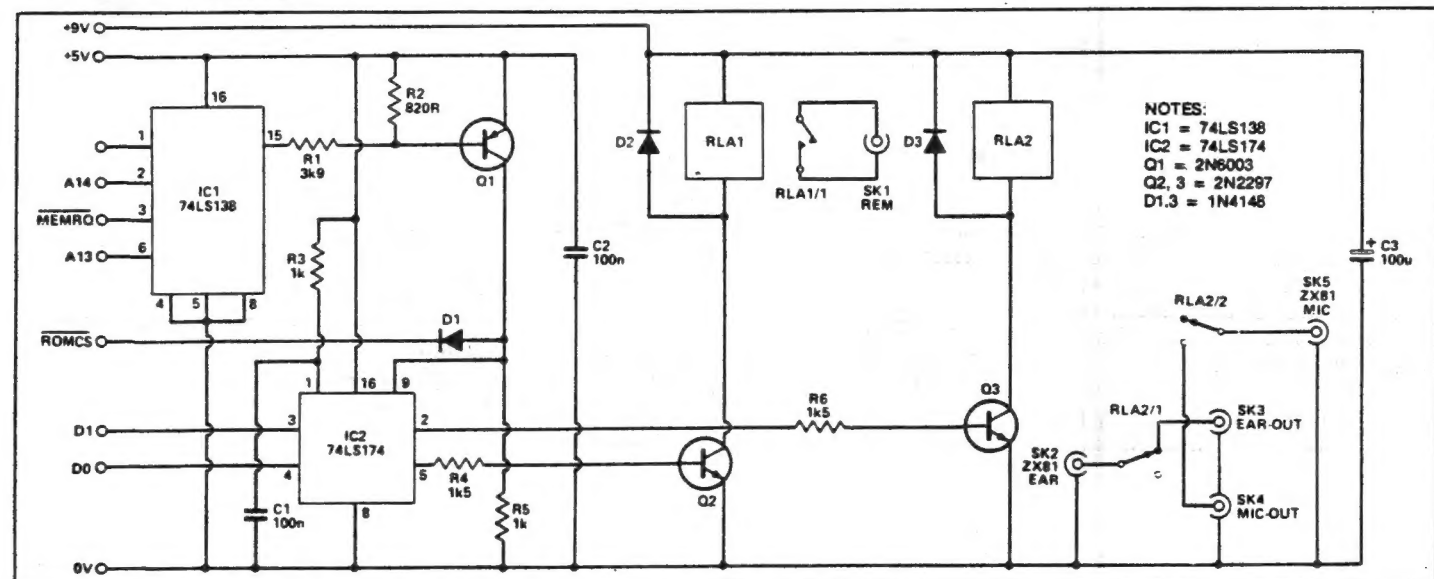 +9V
+5V
16
R2
820R
1
15
R1
3k9
Q1
A14
2
IC1
74LS138
MEMRQ
3
A13
6
4
5
8
R3
1k
C2
100n
D2
RLA1
RLA1/1
SK1
REM
D3
RLA2
NOTES:
IC1 = 74LS138
IC2 = 74LS174
Q1 = 2N6003
Q2, 3 = 2N2297
D1.3 = 1N4148
+
C3
100u
ROMCS
D1
1
16
9
D1
3
IC2
74LS174
2
D0
4
5
R4
1k5
Q2
R6
1k5
Q3
C1
100n
8
R5
1k
0V
RLA2/2
SK5
ZX81
MIC
RLA2/1
SK3
EAR-OUT
SK2
ZX81
EAR
SK4
MIC-OUT